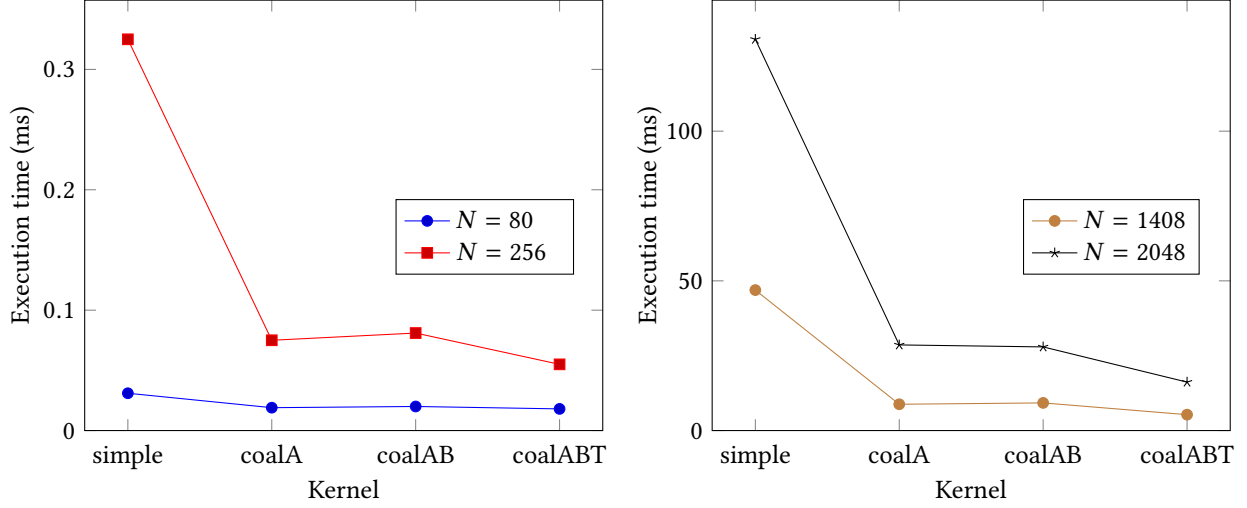 0.3
0.2
0.1
0
Execution time (ms)
N = 80
N = 256
simple coalA coalAB coalABT
Kernel
100
50
0
Execution time (ms)
N = 1408
N = 2048
simple coalA coalAB coalABT
Kernel